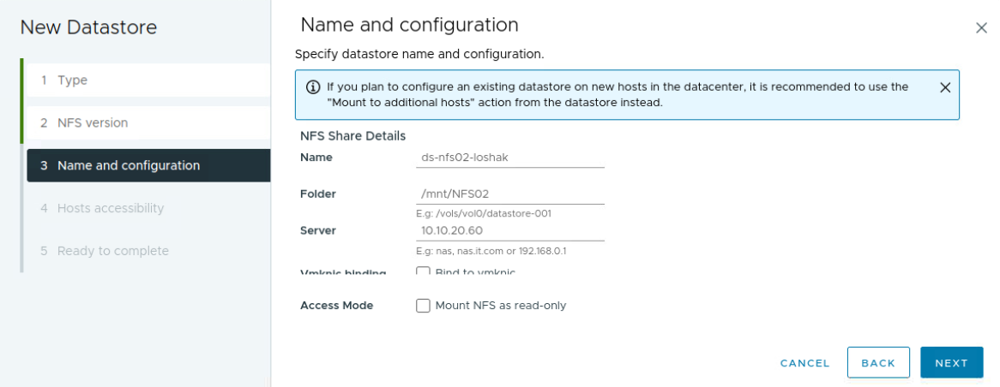 New Datastore
1 Type
2 NFS version
3 Name and configuration
4 Hosts accessibility
5 Ready to complete
Name and configuration
Specify datastore name and configuration.
If you plan to configure an existing datastore on new hosts in the datacenter, it is recommended to use the
"Mount to additional hosts" action from the datastore instead.
NFS Share Details
Name ds-nfs02-loshak
Folder /mnt/NFS02
E.g: /vols/vol0/datastore-001
Server 10.10.20.60
E.g: nas, nas.it.com or 192.168.0.1
Vmknic binding Bind to vmknic
Access Mode Mount NFS as read-only
CANCEL BACK NEXT